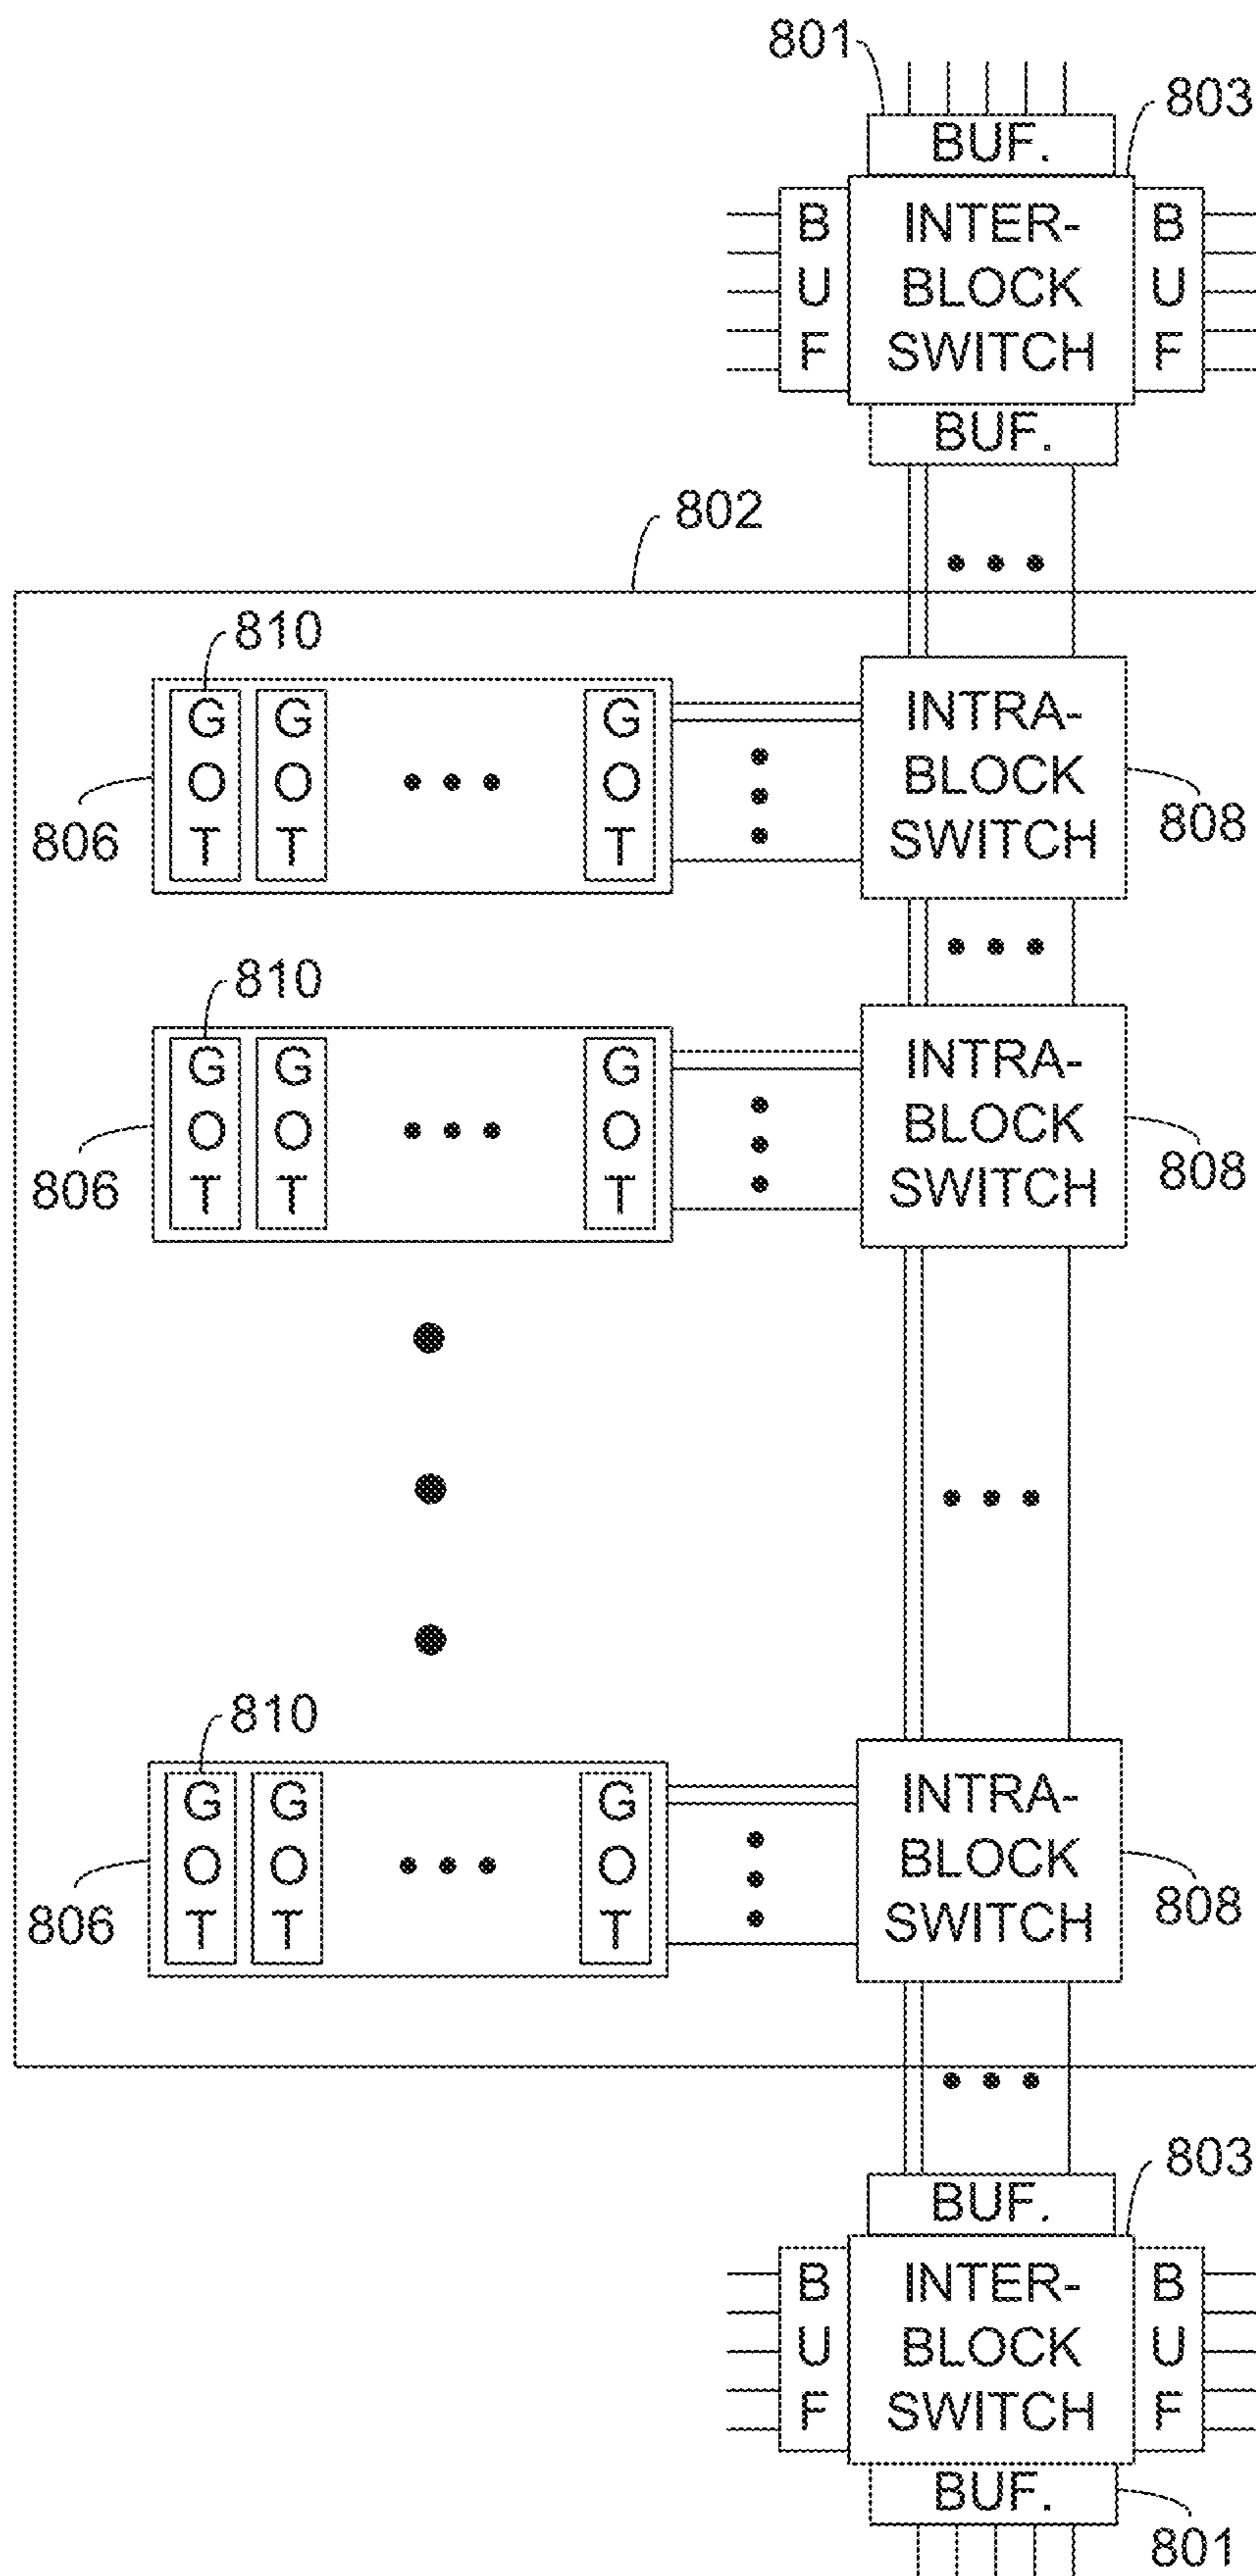 801
803
BUF.
B
U
F
INTER-
BLOCK
SWITCH
B
U
F
BUF.
802
810
G
O
T
G
O
T
G
O
T
806
INTRA-
BLOCK
SWITCH
808
810
G
O
T
G
O
T
G
O
T
806
INTRA-
BLOCK
SWITCH
808
810
G
O
T
G
O
T
G
O
T
806
INTRA-
BLOCK
SWITCH
808
803
BUF.
B
U
F
INTER-
BLOCK
SWITCH
B
U
F
BUF.
801